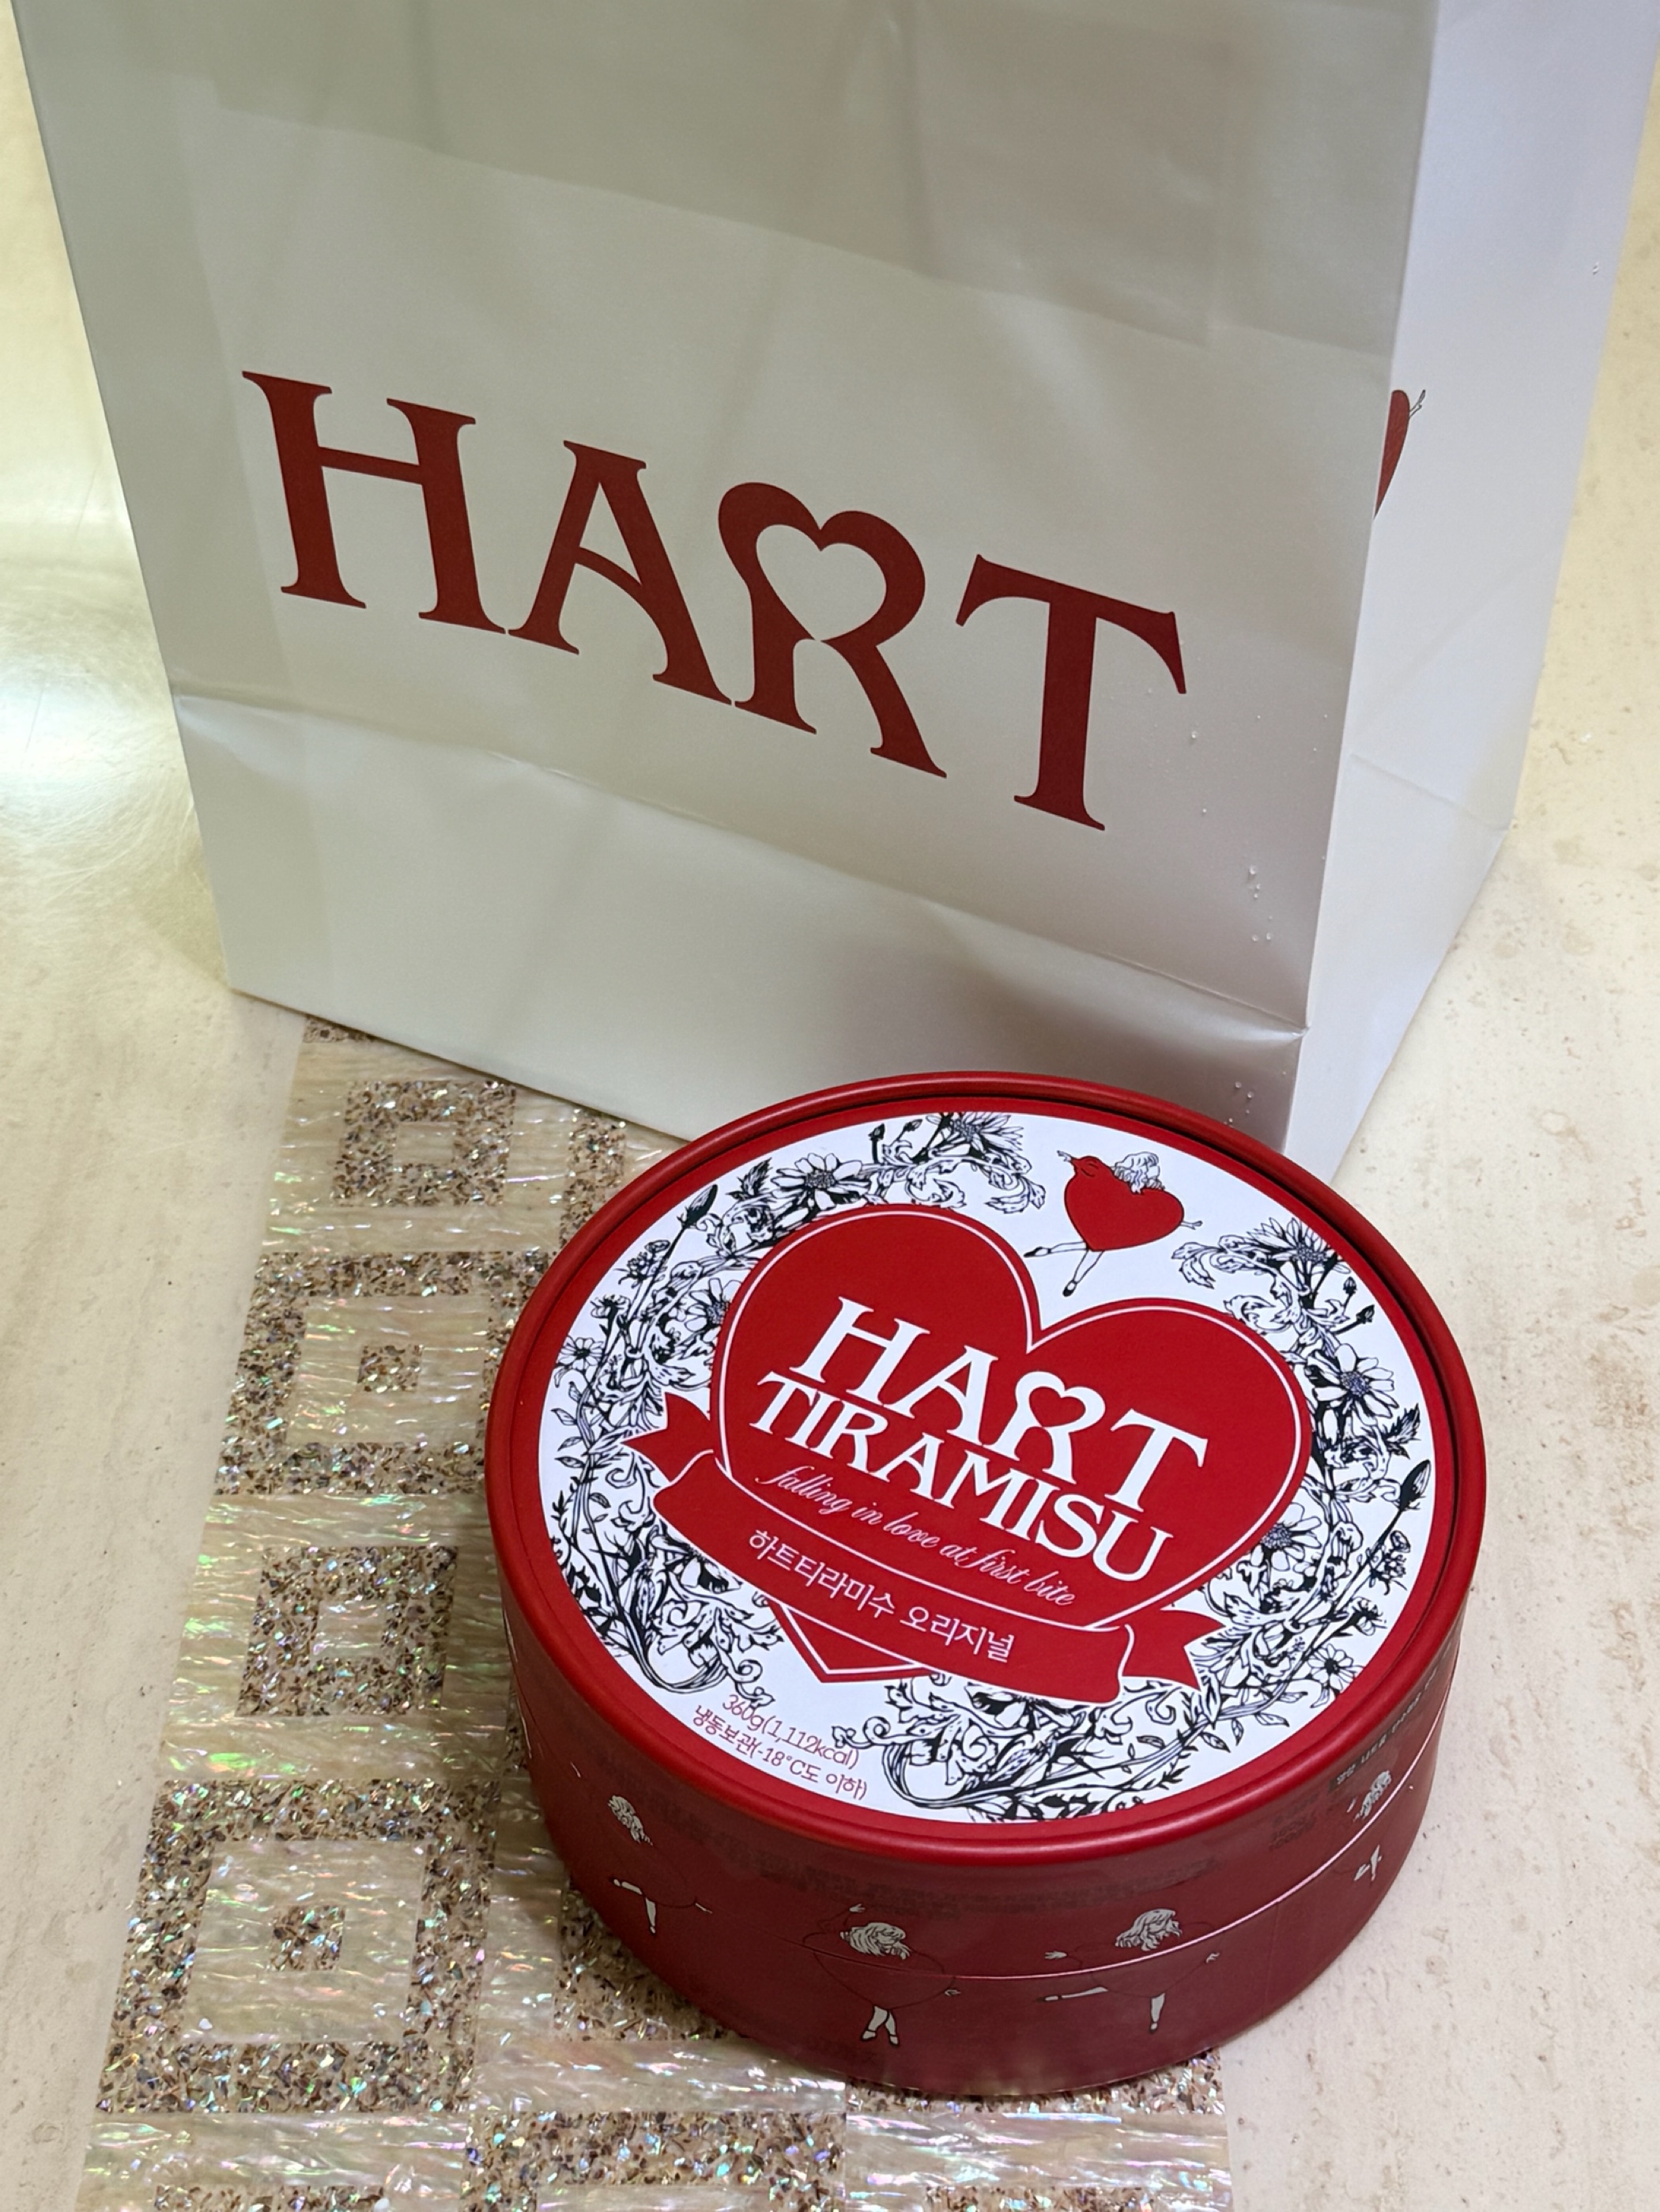 HART
HART
TIRAMISU
falling in love at first bite
하트티라미수 오리지널
360g(1,112kcal)
냉동보관(-18°C도 이하)